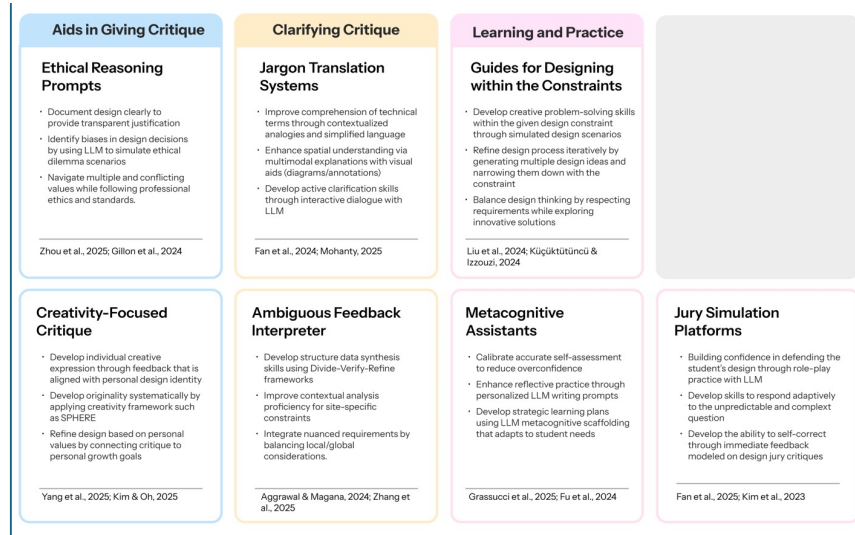 Aids in Giving Critique
Ethical Reasoning
Prompts
• Document design clearly to
provide transparent justification
• Identify biases in design decisions
by using LLM to simulate ethical
dilemma scenarios
• Navigate multiple and conflicting
values while following professional
ethics and standards.
Zhou et al., 2025; Gillon et al., 2024
Clarifying Critique
Jargon Translation
Systems
• Improve comprehension of technical
terms through contextualized
analogies and simplified language
• Enhance spatial understanding via
multimodal explanations with visual
aids (diagrams/annotations)
• Develop active clarification skills
through interactive dialogue with
LLM
Fan et al., 2024; Mohanty, 2025
Learning and Practice
Guides for Designing
within the Constraints
• Develop creative problem-solving skills
within the given design constraint
through simulated design scenarios
• Refine design process iteratively by
generating multiple design ideas and
narrowing them down with the
constraint
• Balance design thinking by respecting
requirements while exploring
innovative solutions
Liu et al., 2024; Küçüktütüncü &
Izzouzi, 2024
Creativity-Focused
Critique
• Develop individual creative
expression through feedback that is
aligned with personal design identity
• Develop originality systematically by
applying creativity framework such
as SPHERE
• Refine design based on personal
values by connecting critique to
personal growth goals
Yang et al., 2025; Kim & Oh, 2025
Ambiguous Feedback
Interpreter
• Develop structure data synthesis
skills using Divide-Verify-Refine
frameworks
• Improve contextual analysis
proficiency for site-specific
constraints
• Integrate nuanced requirements by
balancing local/global
considerations.
Aggrawal & Magana, 2024; Zhang et
al., 2025
Metacognitive
Assistants
• Calibrate accurate self-assessment
to reduce overconfidence
• Enhance reflective practice through
personalized LLM writing prompts
• Develop strategic learning plans
using LLM metacognitive scaffolding
that adapts to student needs
Grassucci et al., 2025; Fu et al., 2024
Jury Simulation
Platforms
• Building confidence in defending the
student's design through role-play
practice with LLM
• Develop skills to respond adaptively
to the unpredictable and complext
question
• Develop the ability to self-correct
through immediate feedback
modeled on design jury critiques
Fan et al., 2025; Kim et al., 2023